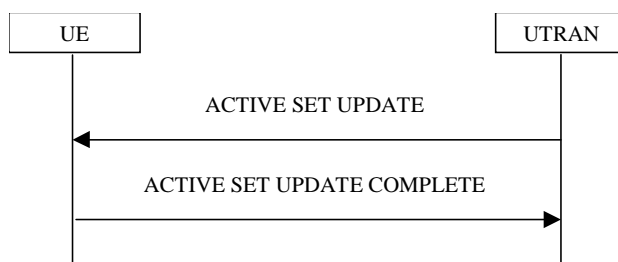 UE
UTRAN
ACTIVE SET UPDATE
ACTIVE SET UPDATE COMPLETE